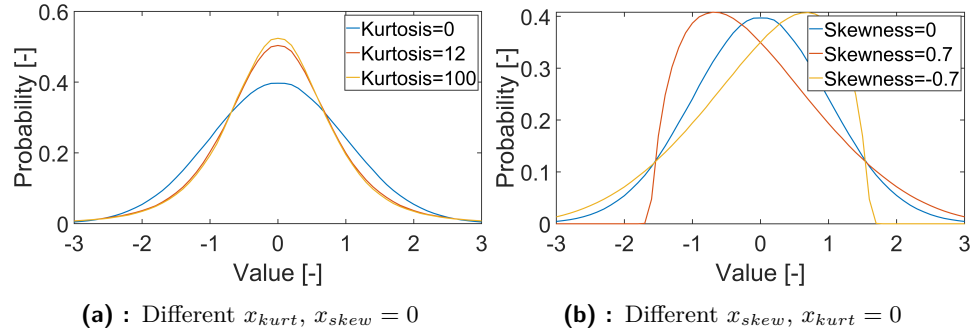 0.6
0.4
0.2
0
Probability [-]
-3 -2 -1 0 1 2 3
Value [-]
Kurtosis=0
Kurtosis=12
Kurtosis=100
(a) : Different x_kurt, x_skew = 0
0.4
0.3
0.2
0.1
0
Probability [-]
-3 -2 -1 0 1 2 3
Value [-]
Skewness=0
Skewness=0.7
Skewness=-0.7
(b) : Different x_skew, x_kurt = 0